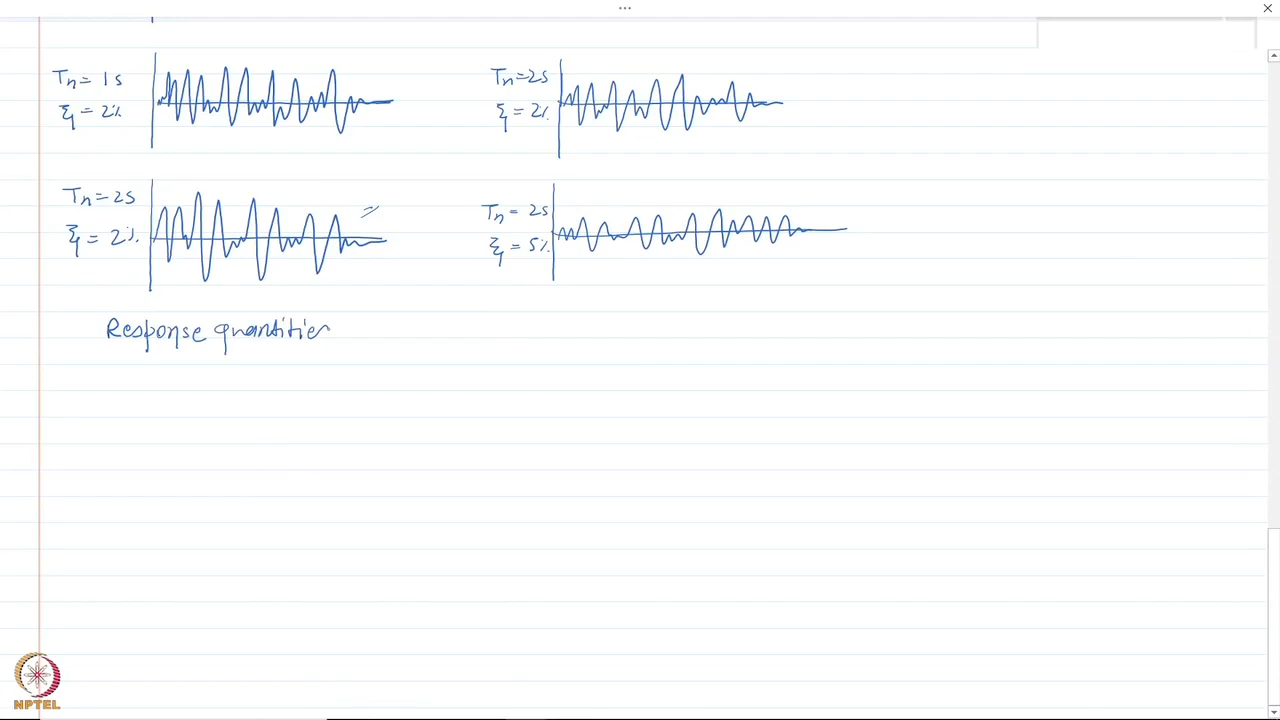 Tn = 1s
ξ = 2%
Tn = 2s
ξ = 2%
Tn = 2s
ξ = 2%
Tn = 2s
ξ = 5%
Response quantities
NPTEL